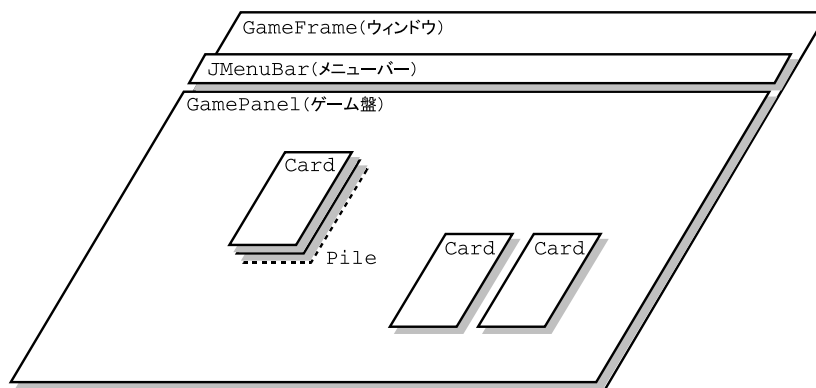 GameFrame(ウィンドウ)
JMenuBar(メニューバー)
GamePanel(ゲーム盤)
Card
Pile
Card
Card